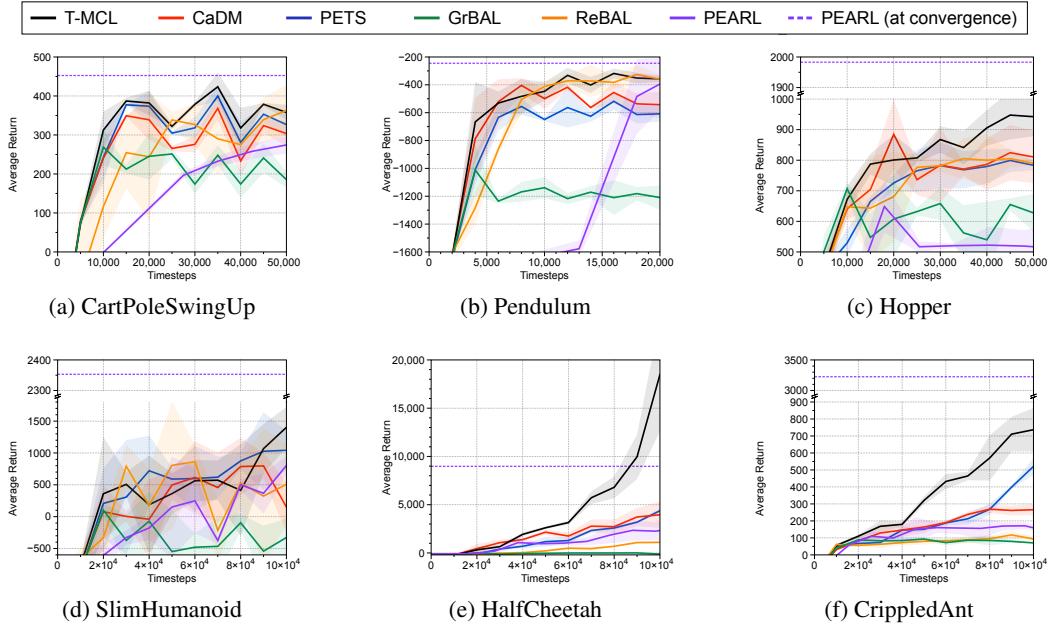 T-MCL CaDM PETS GrBAL ReBAL PEARL PEARL (at convergence)
Average Return
500
400
300
200
100
0
0 10,000 20,000 30,000 40,000 50,000
Timesteps
(a) CartPoleSwingUp
Average Return
−200
−400
−600
−800
−1000
−1200
−1400
−1600
0 5,000 10,000 15,000 20,000
Timesteps
(b) Pendulum
Average Return
2000
1900
1000
900
800
700
600
500
0 10,000 20,000 30,000 40,000 50,000
Timesteps
(c) Hopper
Average Return
2400
2300
1500
1000
500
0
−500
2×10⁴ 4×10⁴ 6×10⁴ 8×10⁴ 10×10⁴
Timesteps
(d) SlimHumanoid
Average Return
20,000
15,000
10,000
5,000
0
0 2×10⁴ 4×10⁴ 6×10⁴ 8×10⁴ 10×10⁴
Timesteps
(e) HalfCheetah
Average Return
3500
3000
900
800
700
600
500
400
300
200
100
0
2×10⁴ 4×10⁴ 6×10⁴ 8×10⁴ 10×10⁴
Timesteps
(f) CrippledAnt